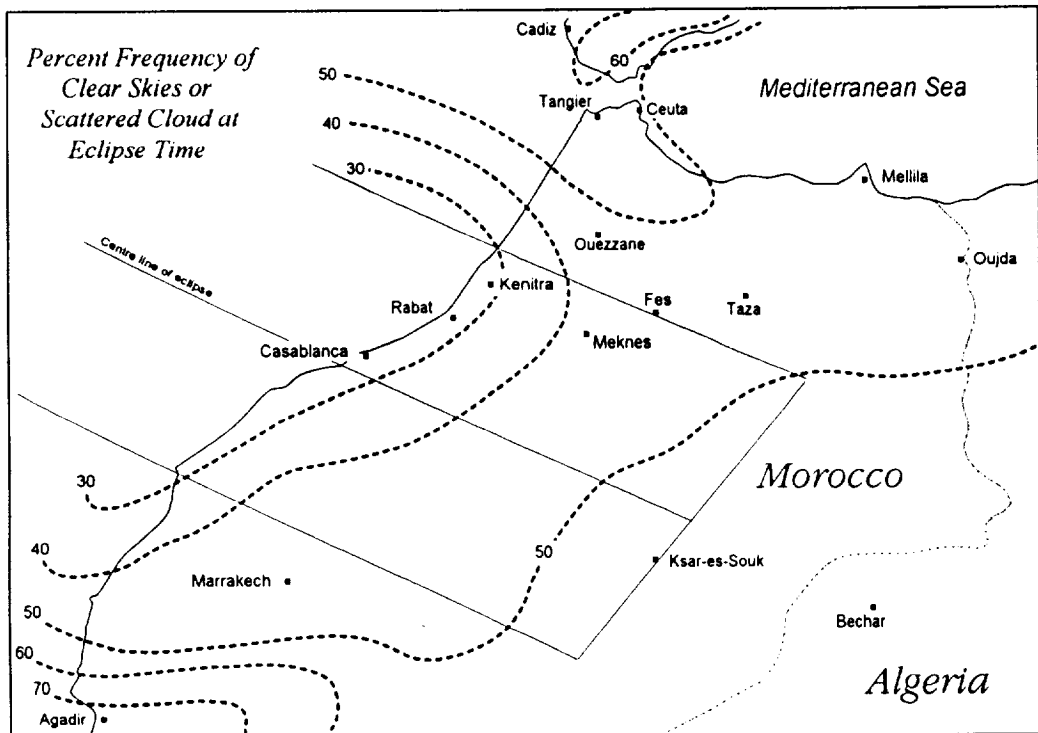 Percent Frequency of
Clear Skies or
Scattered Cloud at
Eclipse Time
Cadiz
60
50
Mediterranean Sea
Tangier
Ceuta
40
30
Mellila
Ouezzane
Centre line of eclipse
Oujda
Kenitra
Fes
Taza
Rabat
Meknes
Casablanca
30
Morocco
40
50
Ksar-es-Souk
Marrakech
50
Bechar
60
70
Algeria
Agadir